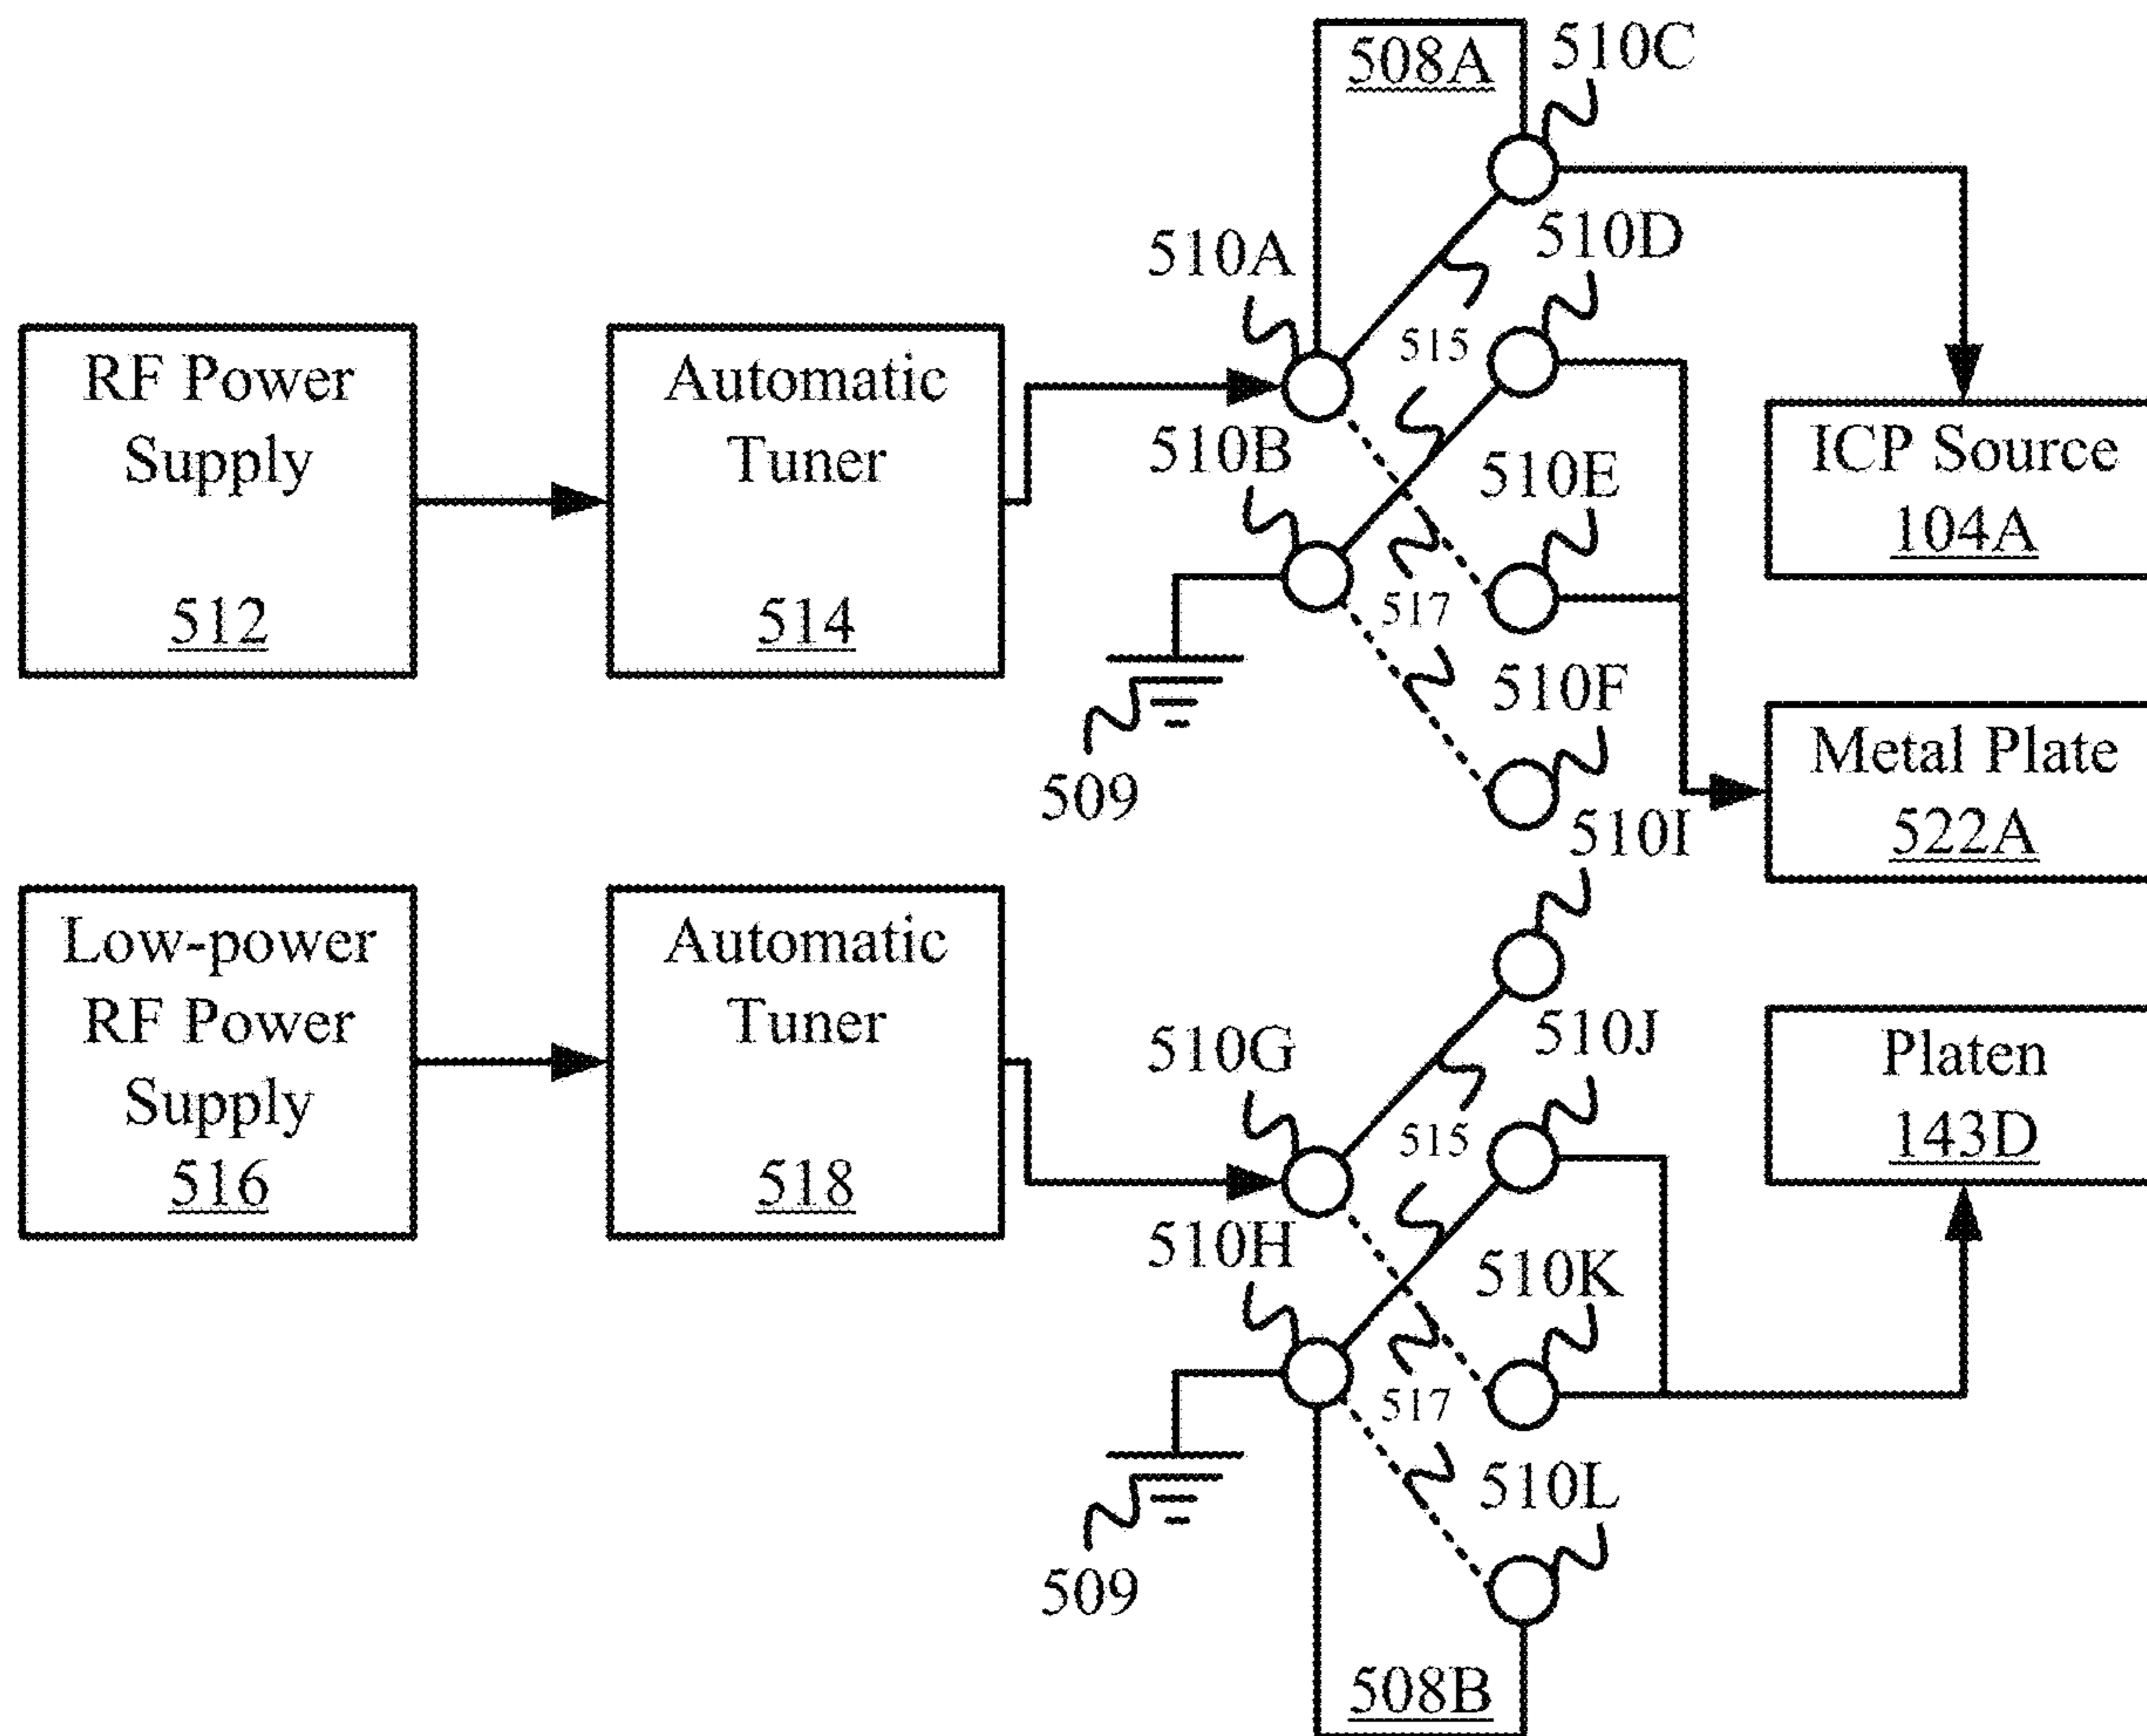 508A
510C
510D
510A
RF Power
Supply
512
Automatic
Tuner
514
515
510B
510E
ICP Source
104A
517
510F
509
Metal Plate
522A
510I
Low-power
RF Power
Supply
516
Automatic
Tuner
518
510G
510J
Platen
143D
515
510H
510K
517
510L
509
508B